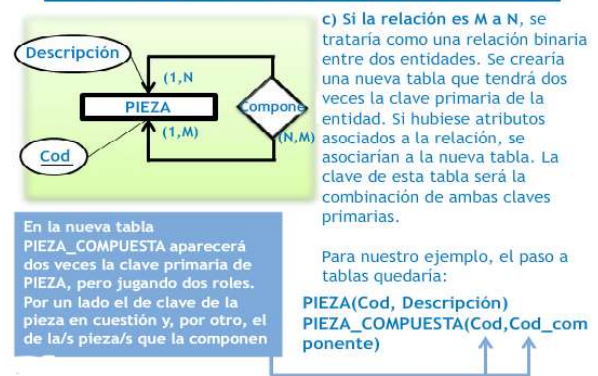 Descripción
(1,N
PIEZA
Compone
(1,M)
(N,M)
Cod
c) Si la relación es M a N, se
trataría como una relación binaria
entre dos entidades. Se crearía
una nueva tabla que tendrá dos
veces la clave primaria de la
entidad. Si hubiese atributos
asociados a la relación, se
asociarían a la nueva tabla. La
clave de esta tabla será la
combinación de ambas claves
primarias.
En la nueva tabla
PIEZA_COMPUESTA aparecerá
dos veces la clave primaria de
PIEZA, pero jugando dos roles.
Por un lado el de clave de la
pieza en cuestión y, por otro, el
de la/s pieza/s que la componen
Para nuestro ejemplo, el paso a
tablas quedaría:
PIEZA(Cod, Descripción)
PIEZA_COMPUESTA(Cod,Cod_com
ponente)